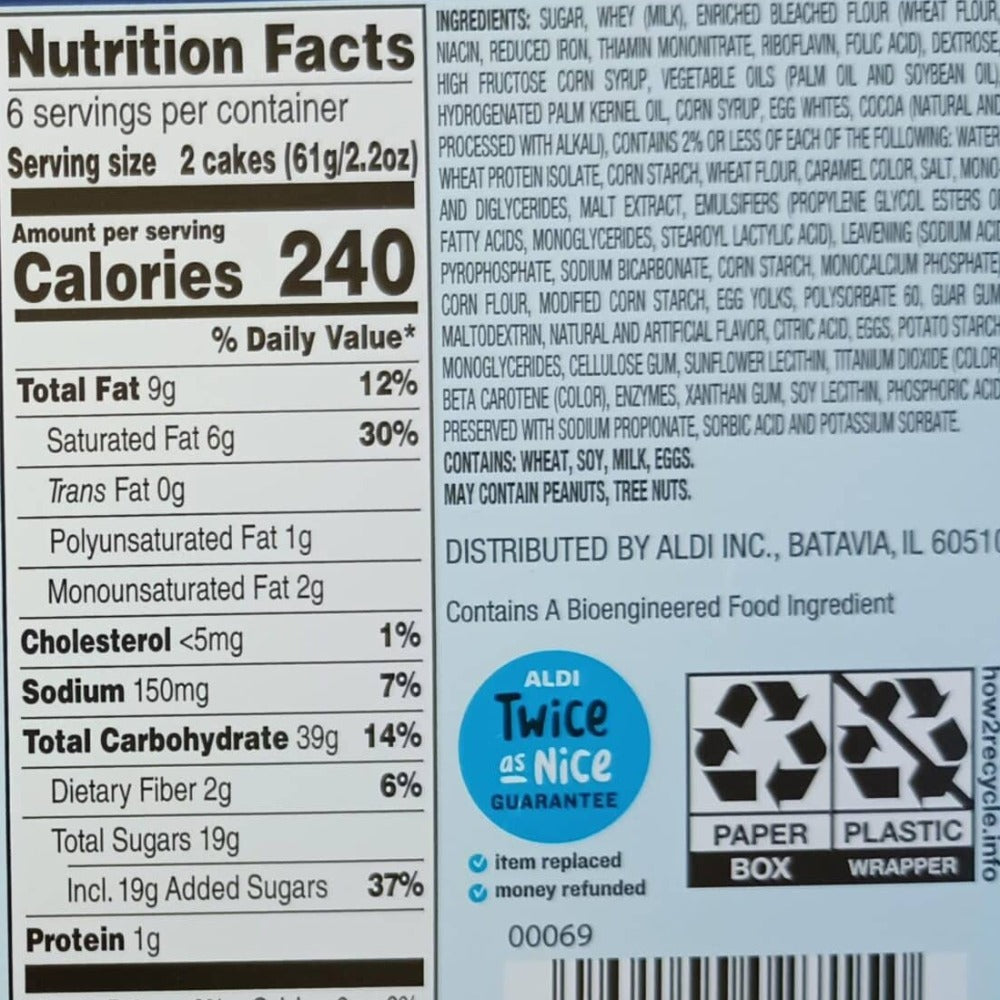 Nutrition Facts
6 servings per container
Serving size 2 cakes (61g/2.2oz)
Amount per serving
Calories 240
% Daily Value*
Total Fat 9g 12%
Saturated Fat 6g 30%
Trans Fat 0g
Polyunsaturated Fat 1g
Monounsaturated Fat 2g
Cholesterol <5mg 1%
Sodium 150mg 7%
Total Carbohydrate 39g 14%
Dietary Fiber 2g 6%
Total Sugars 19g
Incl. 19g Added Sugars 37%
Protein 1g
INGREDIENTS: SUGAR, WHEY (MILK), ENRICHED BLEACHED FLOUR (WHEAT FLOUR,
NIACIN, REDUCED IRON, THIAMIN MONONITRATE, RIBOFLAVIN, FOLIC ACID), DEXTROSE,
HIGH FRUCTOSE CORN SYRUP, VEGETABLE OILS (PALM OIL AND SOYBEAN OIL),
HYDROGENATED PALM KERNEL OIL, CORN SYRUP, EGG WHITES, COCOA (NATURAL AND
PROCESSED WITH ALKALI), CONTAINS 2% OR LESS OF EACH OF THE FOLLOWING: WATER,
WHEAT PROTEIN ISOLATE, CORN STARCH, WHEAT FLOUR, CARAMEL COLOR, SALT, MONO-
AND DIGLYCERIDES, MALT EXTRACT, EMULSIFIERS (PROPYLENE GLYCOL ESTERS O
FATTY ACIDS, MONOGLYCERIDES, STEAROYL LACTYLIC ACID), LEAVENING (SODIUM ACI
PYROPHOSPHATE, SODIUM BICARBONATE, CORN STARCH, MONOCALCIUM PHOSPHATE
CORN FLOUR, MODIFIED CORN STARCH, EGG YOLKS, POLYSORBATE 60, GUAR GUM
MALTODEXTRIN, NATURAL AND ARTIFICIAL FLAVOR, CITRIC ACID, EGGS, POTATO STARCH
MONOGLYCERIDES, CELLULOSE GUM, SUNFLOWER LECITHIN, TITANIUM DIOXIDE (COLOR)
BETA CAROTENE (COLOR), ENZYMES, XANTHAN GUM, SOY LECITHIN, PHOSPHORIC ACID
PRESERVED WITH SODIUM PROPIONATE, SORBIC ACID AND POTASSIUM SORBATE.
CONTAINS: WHEAT, SOY, MILK, EGGS.
MAY CONTAIN PEANUTS, TREE NUTS.
DISTRIBUTED BY ALDI INC., BATAVIA, IL 60510
Contains A Bioengineered Food Ingredient
ALDI
Twice
as Nice
GUARANTEE
item replaced
money refunded
PAPER
BOX
PLASTIC
WRAPPER
how2recycle.info
00069